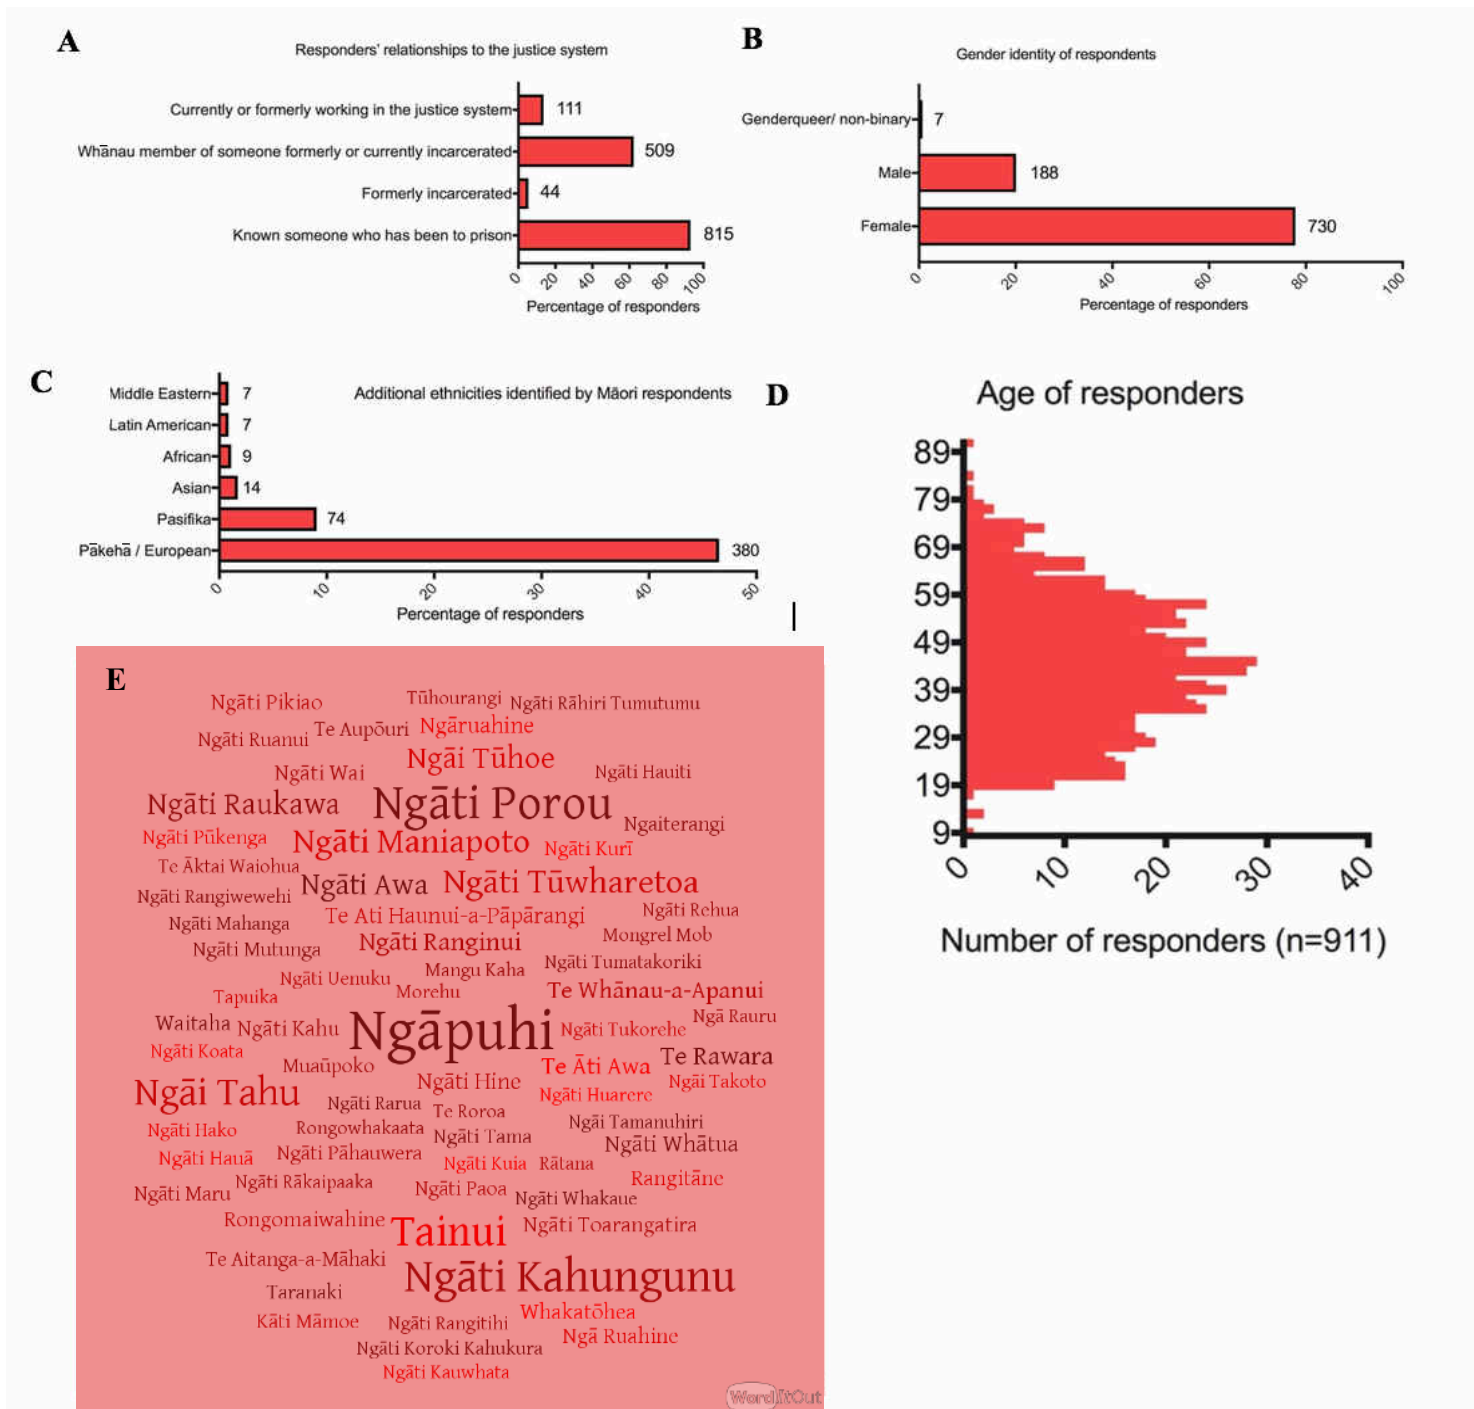 A
Responders' relationships to the justice system
Currently or formerly working in the justice system
111
Whānau member of someone formerly or currently incarcerated
509
Formerly incarcerated
44
Known someone who has been to prison
815
0 20 40 60 80 100
Percentage of responders
B
Gender identity of respondents
Genderqueer/ non-binary
7
Male
188
Female
730
0 20 40 60 80 100
Percentage of responders
C
Additional ethnicities identified by Māori respondents
Middle Eastern
7
Latin American
7
African
9
Asian
14
Pasifika
74
Pākehā / European
380
0 10 20 30 40 50
Percentage of responders
D
Age of responders
89
79
69
59
49
39
29
19
9
0 10 20 30 40
Number of responders (n=911)
E
Ngāti Pikiao
Tūhourangi
Ngāti Rāhiri Tumutumu
Ngāti Ruanui
Te Aupōuri
Ngāruahine
Ngāi Tūhoe
Ngāti Wai
Ngāti Hauiti
Ngāti Raukawa
Ngāti Porou
Ngaiterangi
Ngāti Pūkenga
Ngāti Maniapoto
Ngāti Kurī
Te Āktai Waiohua
Ngāti Awa
Ngāti Tūwharetoa
Ngāti Rangiwewehi
Te Ati Haunui-a-Pāpārangi
Ngāti Rehua
Ngāti Mahanga
Ngāti Ranginui
Mongrel Mob
Ngāti Mutunga
Ngāti Tumatakoriki
Ngāti Uenuku
Mangu Kaha
Tapuika
Morehu
Te Whānau-a-Apanui
Waitaha
Ngāti Kahu
Ngāpuhi
Ngāti Tukorehe
Ngā Rauru
Ngāti Koata
Muaūpoko
Te Āti Awa
Te Rawara
Ngāi Tahu
Ngāti Hine
Ngāti Huarere
Ngāi Takoto
Ngāti Rarua
Te Roroa
Ngāi Tamanuhiri
Ngāti Hako
Rongowhakaata
Ngāti Tama
Ngāti Whātua
Ngāti Hauā
Ngāti Pāhauwera
Ngāti Kuia
Rātana
Rangitāne
Ngāti Maru
Ngāti Rākaipaaka
Ngāti Paoa
Ngāti Whakaue
Rongomaiwahine
Tainui
Ngāti Toarangatira
Te Aitanga-a-Māhaki
Ngāti Kahungunu
Taranaki
Kāti Māmoe
Ngāti Rangitihi
Whakatōhea
Ngā Ruahine
Ngāti Koroki Kahukura
Ngāti Kauwhata
WordItOut